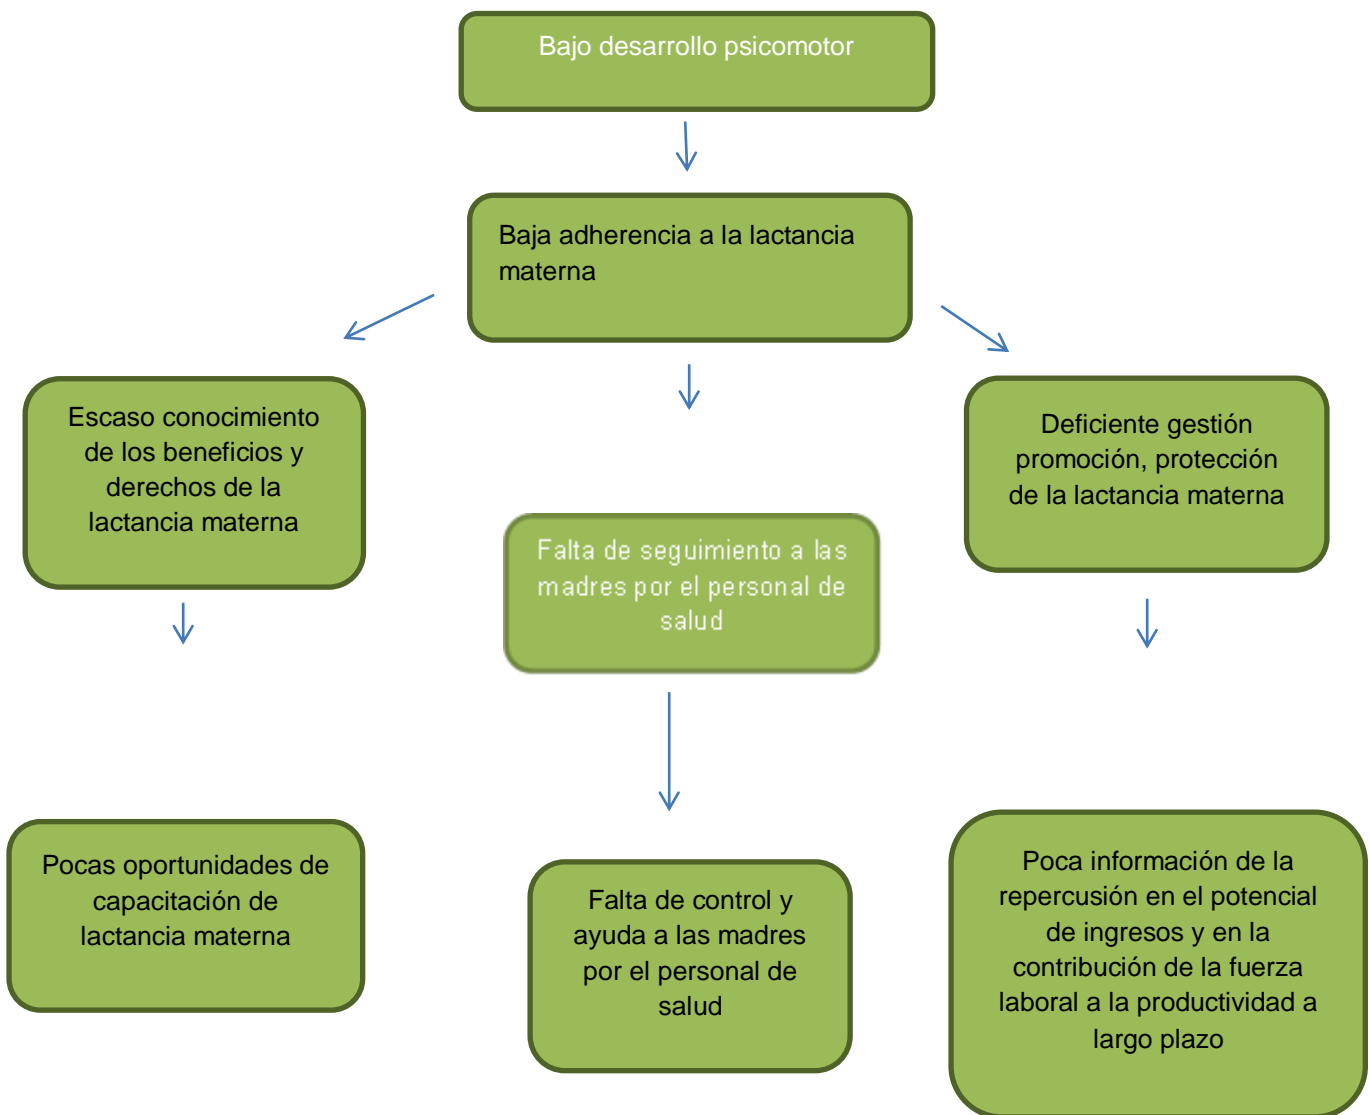 Bajo desarrollo psicomotor
Baja adherencia a la lactancia
materna
Escaso conocimiento
de los beneficios y
derechos de la
lactancia materna
Falta de seguimiento a las
madres por el personal de
salud
Deficiente gestión
promoción, protección
de la lactancia materna
Pocas oportunidades de
capacitación de
lactancia materna
Falta de control y
ayuda a las madres
por el personal de
salud
Poca información de la
repercusión en el potencial
de ingresos y en la
contribución de la fuerza
laboral a la productividad a
largo plazo